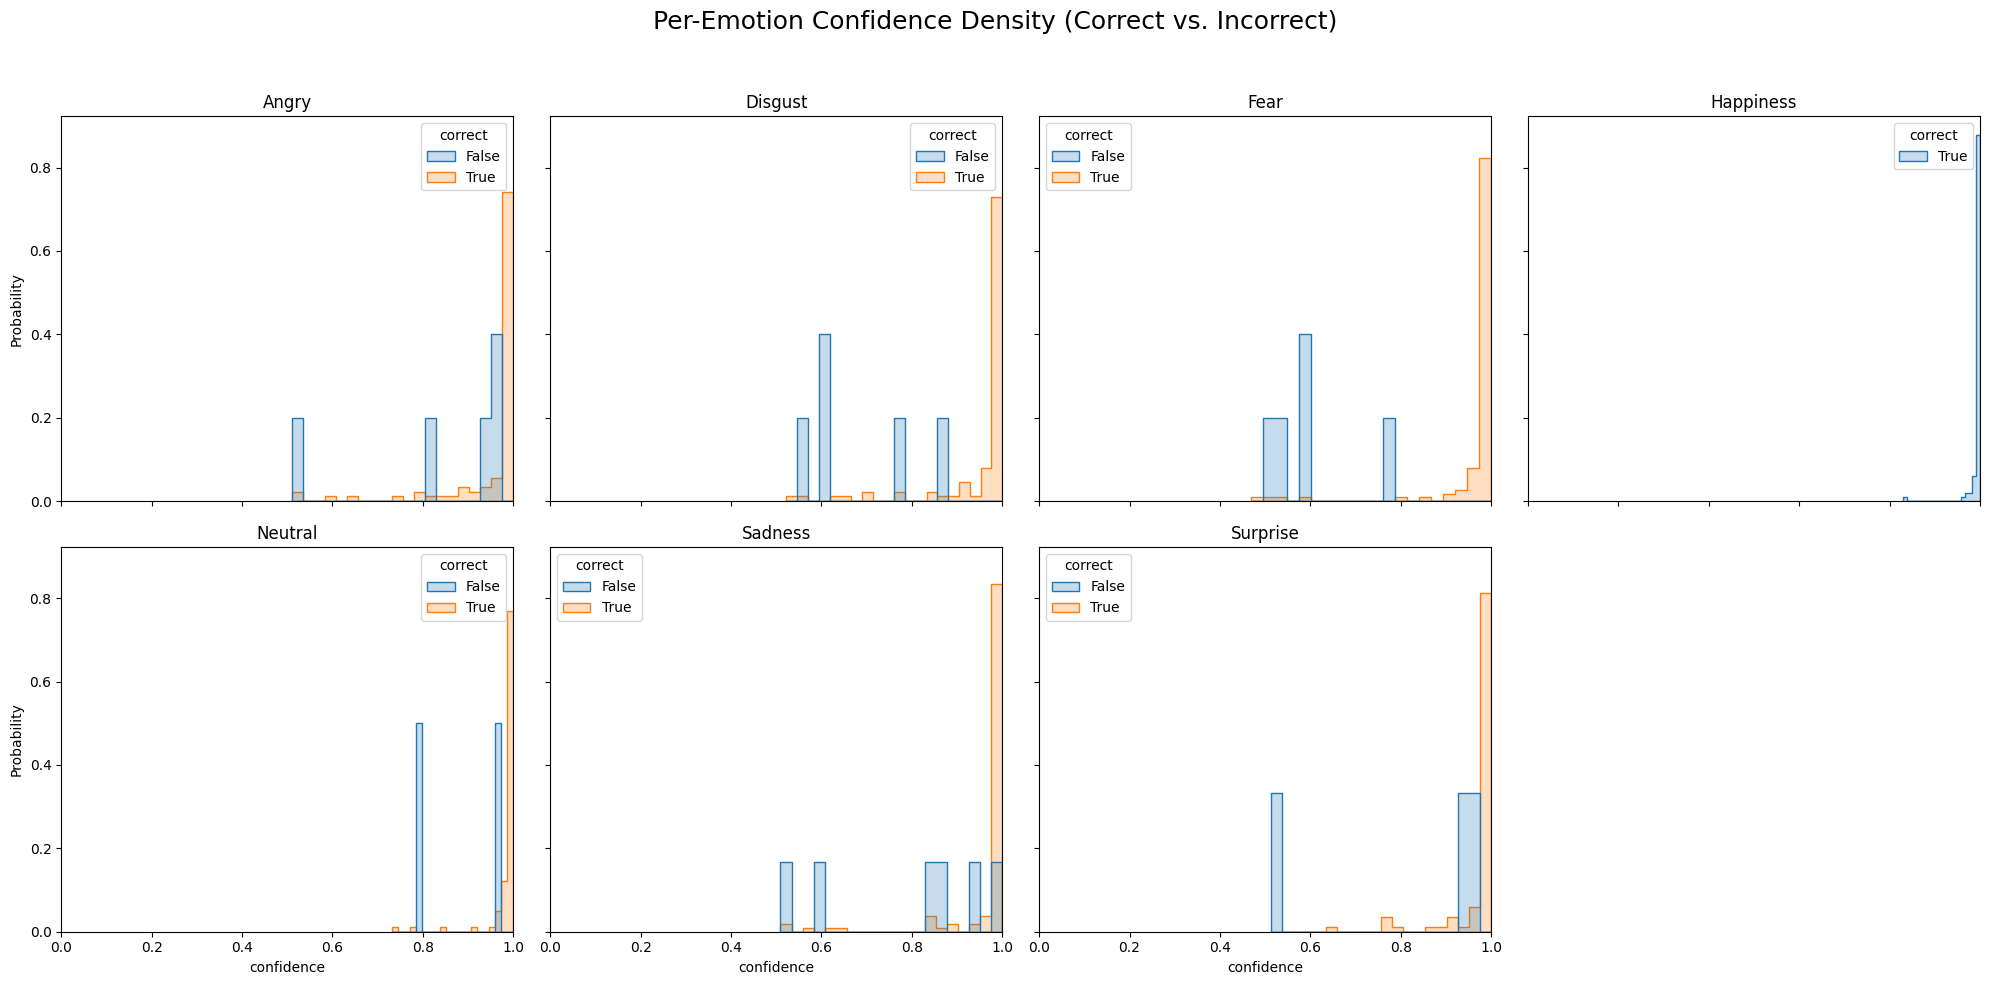 Per-Emotion Confidence Density (Correct vs. Incorrect)
Angry
Disgust
Fear
Happiness
correct
False
True
correct
False
True
correct
False
True
correct
True
Probability
0.8
0.6
0.4
0.2
0.0
Neutral
Sadness
Surprise
correct
False
True
correct
False
True
correct
False
True
Probability
0.8
0.6
0.4
0.2
0.0
0.0 0.2 0.4 0.6 0.8 1.0
0.0 0.2 0.4 0.6 0.8 1.0
0.0 0.2 0.4 0.6 0.8 1.0
confidence
confidence
confidence